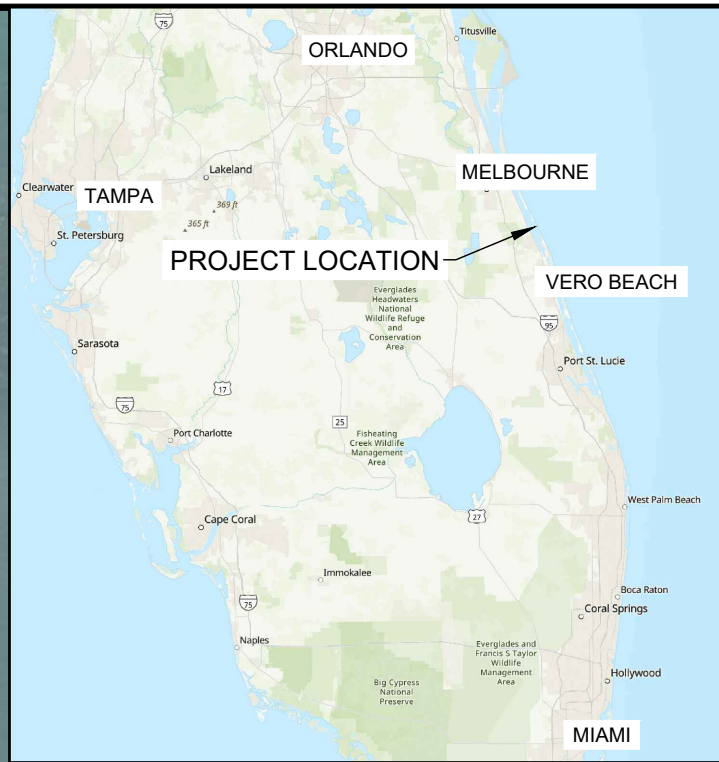 75
ORLANDO
Titusville
Lakeland
MELBOURNE
Clearwater
TAMPA
369 ft
365 ft
St. Petersburg
PROJECT LOCATION
VERO BEACH
Everglades
Headwaters
National
Wildlife Refuge
and
Conservation
Area
95
Sarasota
Port St. Lucie
17
75
25
Port Charlotte
Fisheating
Creek Wildlife
Management
Area
West Palm Beach
27
Cape Coral
Immokalee
Boca Raton
75
Coral Springs
Naples
Everglades and
Francis S Taylor
Wildlife
Management
Area
Hollywood
Big Cypress
National
Preserve
MIAMI